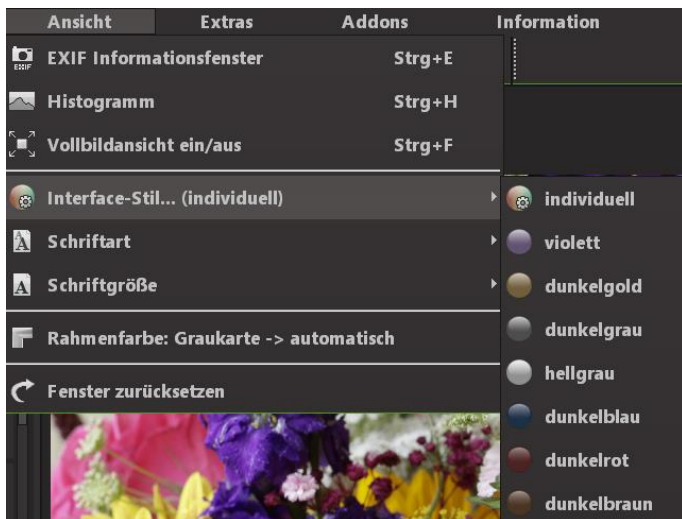 Ansicht Extras Addons Information
EXIF EXIF Informationsfenster Strg+E
Histogramm Strg+H
Vollbildansicht ein/aus Strg+F
Interface-Stil... (individuell)
A A Schriftart
A Schriftgröße
Rahmenfarbe: Graukarte -> automatisch
Fenster zurücksetzen
individuell
violett
dunkelgold
dunkelgrau
hellgrau
dunkelblau
dunkelrot
dunkelbraun